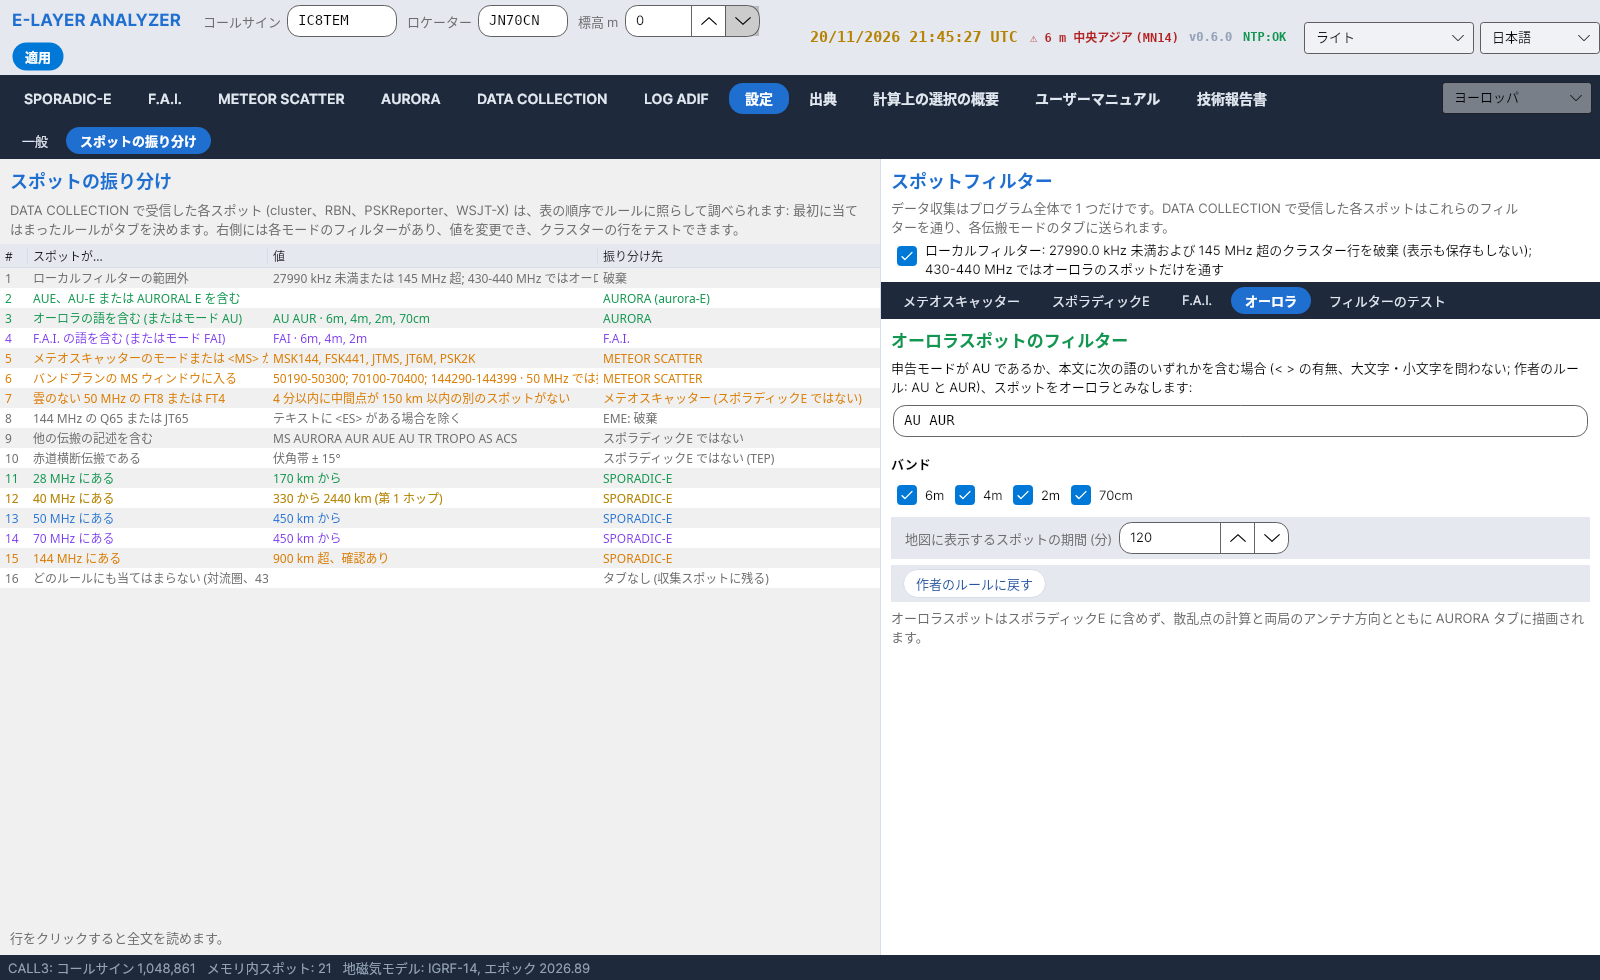 E-LAYER ANALYZER コールサイン IC8TEM ロケーター JN70CN 標高 m 0
20/11/2026 21:45:27 UTC ⚠ 6 m 中央アジア (MN14) v0.6.0 NTP:OK ライト 日本語
適用
SPORADIC-E F.A.I. METEOR SCATTER AURORA DATA COLLECTION LOG ADIF 設定 出典 計算上の選択の概要 ユーザーマニュアル 技術報告書 ヨーロッパ
一般 スポットの振り分け
スポットの振り分け
DATA COLLECTION で受信した各スポット (cluster、RBN、PSKReporter、WSJT-X) は、表の順序でルールに照らして調べられます: 最初に当て
はまったルールがタブを決めます。右側には各モードのフィルターがあり、値を変更でき、クラスターの行をテストできます。
# スポットが... 値 振り分け先
1 ローカルフィルターの範囲外 27990 kHz 未満または 145 MHz 超; 430-440 MHz ではオーロ 破棄
2 AUE、AU-E または AURORAL E を含む AURORA (aurora-E)
3 オーロラの語を含む (またはモード AU) AU AUR · 6m, 4m, 2m, 70cm AURORA
4 F.A.I. の語を含む (またはモード FAI) FAI · 6m, 4m, 2m F.A.I.
5 メテオスキャッターのモードまたは <MS> が MSK144, FSK441, JTMS, JT6M, PSK2K METEOR SCATTER
6 バンドプランの MS ウィンドウに入る 50190-50300; 70100-70400; 144290-144399 · 50 MHz では METEOR SCATTER
7 雲のない 50 MHz の FT8 または FT4 4 分以内に中間点が 150 km 以内の別のスポットがない メテオスキャッター (スポラディックE ではない)
8 144 MHz の Q65 または JT65 テキストに <ES> がある場合を除く EME: 破棄
9 他の伝搬の記述を含む MS AURORA AUR AUE AU TR TROPO AS ACS スポラディックE ではない
10 赤道横断伝搬である 伏角帯 ± 15° スポラディックE ではない (TEP)
11 28 MHz にある 170 km から SPORADIC-E
12 40 MHz にある 330 から 2440 km (第 1 ホップ) SPORADIC-E
13 50 MHz にある 450 km から SPORADIC-E
14 70 MHz にある 450 km から SPORADIC-E
15 144 MHz にある 900 km 超、確認あり SPORADIC-E
16 どのルールにも当てはまらない (対流圏、43 タブなし (収集スポットに残る)
行をクリックすると全文を読めます。
スポットフィルター
データ収集はプログラム全体で 1 つだけです。DATA COLLECTION で受信した各スポットはこれらのフィル
ターを通り、各伝搬モードのタブに送られます。
ローカルフィルター: 27990.0 kHz 未満および 145 MHz 超のクラスター行を破棄 (表示も保存もしない);
430-440 MHz ではオーロラのスポットだけを通す
メテオスキャッター スポラディックE F.A.I. オーロラ フィルターのテスト
オーロラスポットのフィルター
申告モードが AU であるか、本文に次の語のいずれかを含む場合 (< > の有無、大文字・小文字を問わない; 作者のルー
ル: AU と AUR)、スポットをオーロラとみなします:
AU AUR
バンド
6m 4m 2m 70cm
地図に表示するスポットの期間 (分) 120
作者のルールに戻す
オーロラスポットはスポラディックE に含めず、散乱点の計算と両局のアンテナ方向とともに AURORA タブに描画され
ます。
CALL3: コールサイン 1,048,861 メモリ内スポット: 21 地磁気モデル: IGRF-14, エポック 2026.89